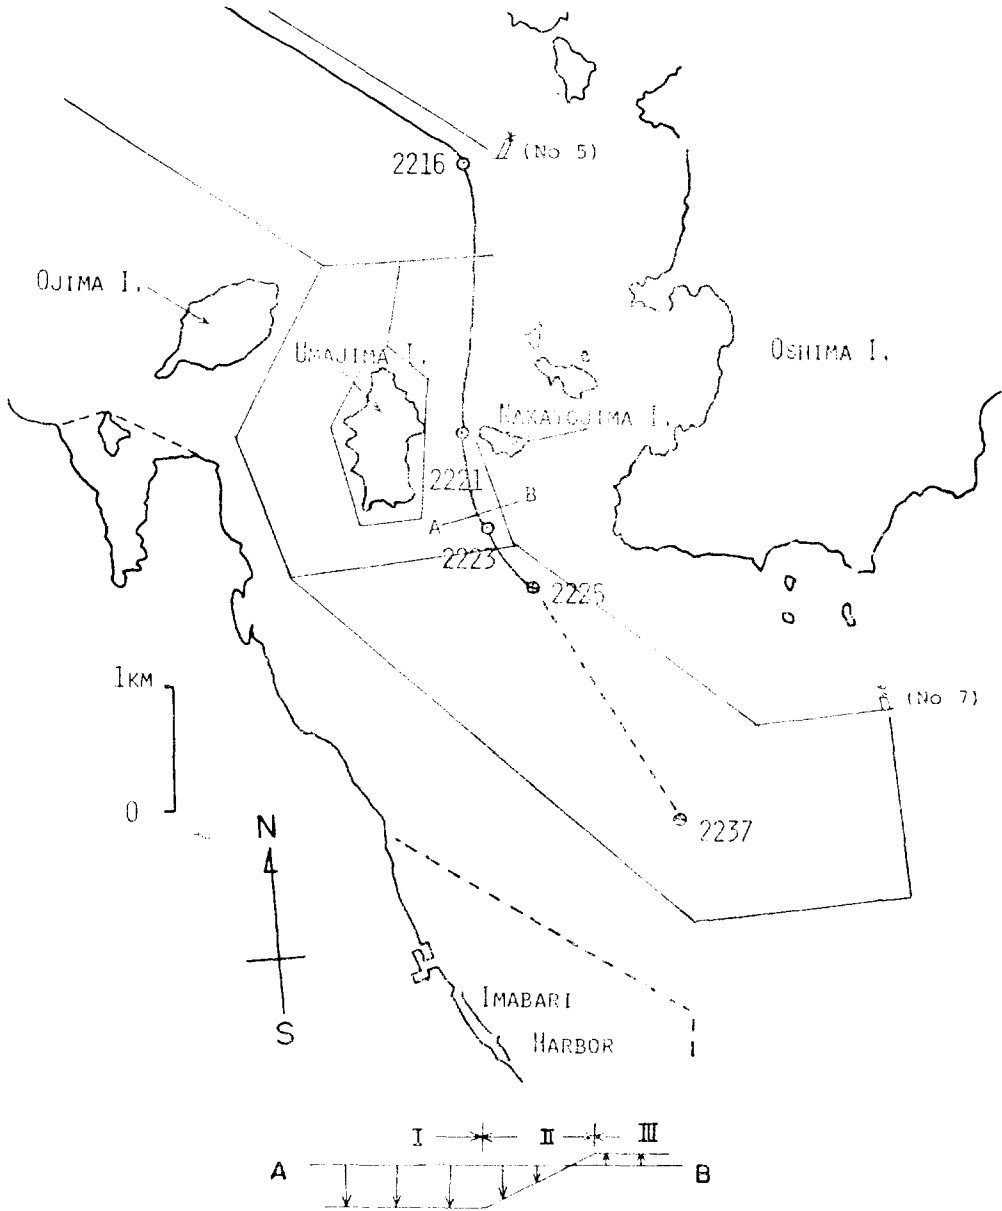 (No 5)
2216
OJIMA I.
UMAJIMA I.
OSHIMA I.
NAKATOJIMA I.
2221
B
A
2223
2225
1KM
(No 7)
0
N
2237
IMABARI
S
HARBOR
I II III
A B